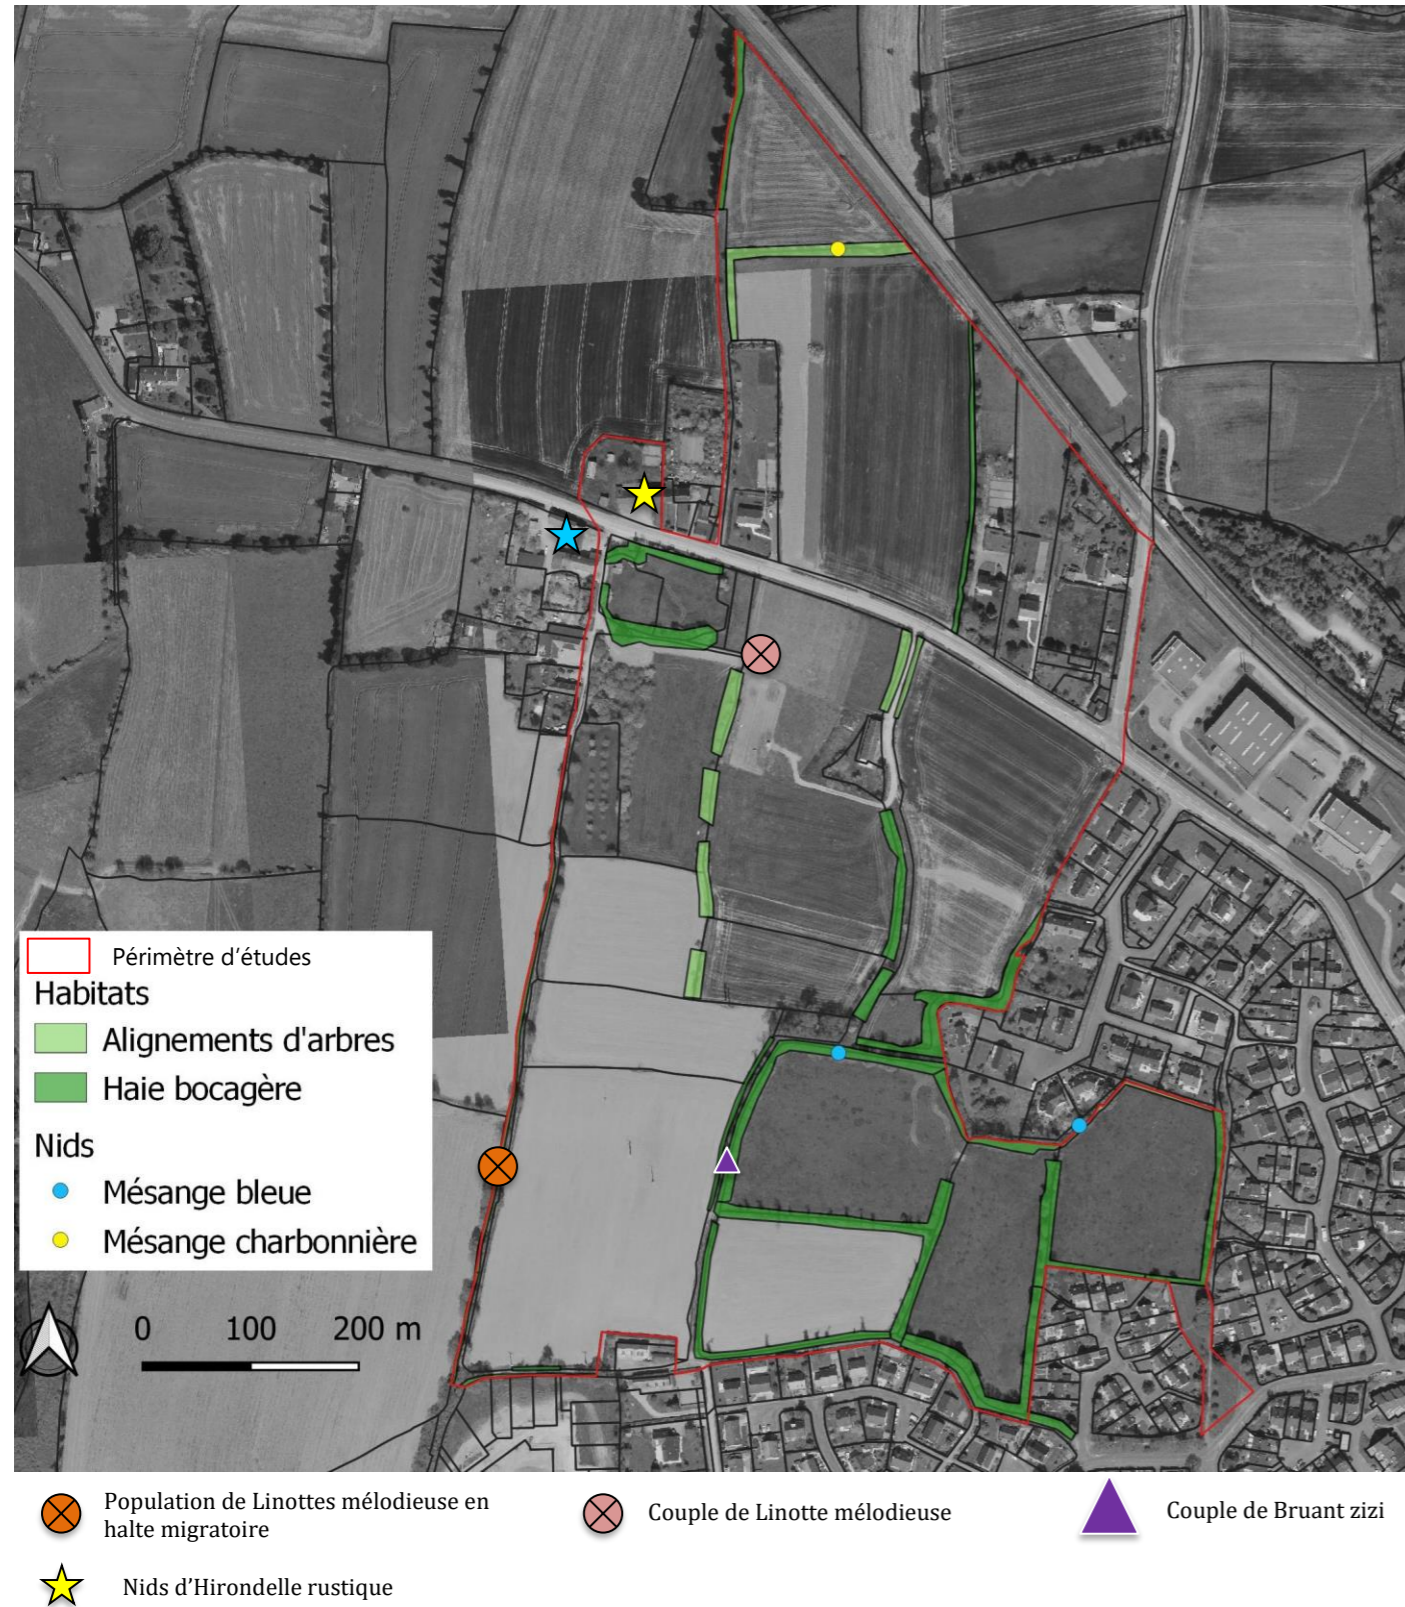 Périmètre d’études
Habitats
Alignements d'arbres
Haie bocagère
Nids
Mésange bleue
Mésange charbonnière
0 100 200 m
Population de Linottes mélodieuse en
halte migratoire
Couple de Linotte mélodieuse
Couple de Bruant zizi
Nids d’Hirondelle rustique